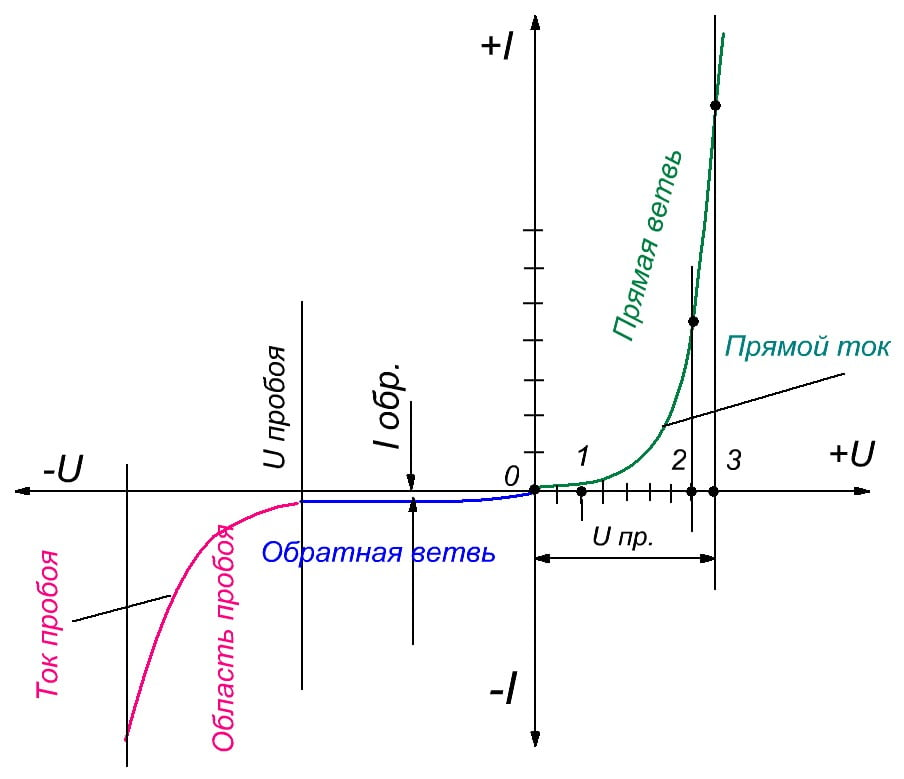 +I
Прямая ветвь
Прямой ток
U пробоя
I обр.
-U
0
1
2
3
+U
U пр.
Обратная ветвь
Ток пробоя
Область пробоя
-I